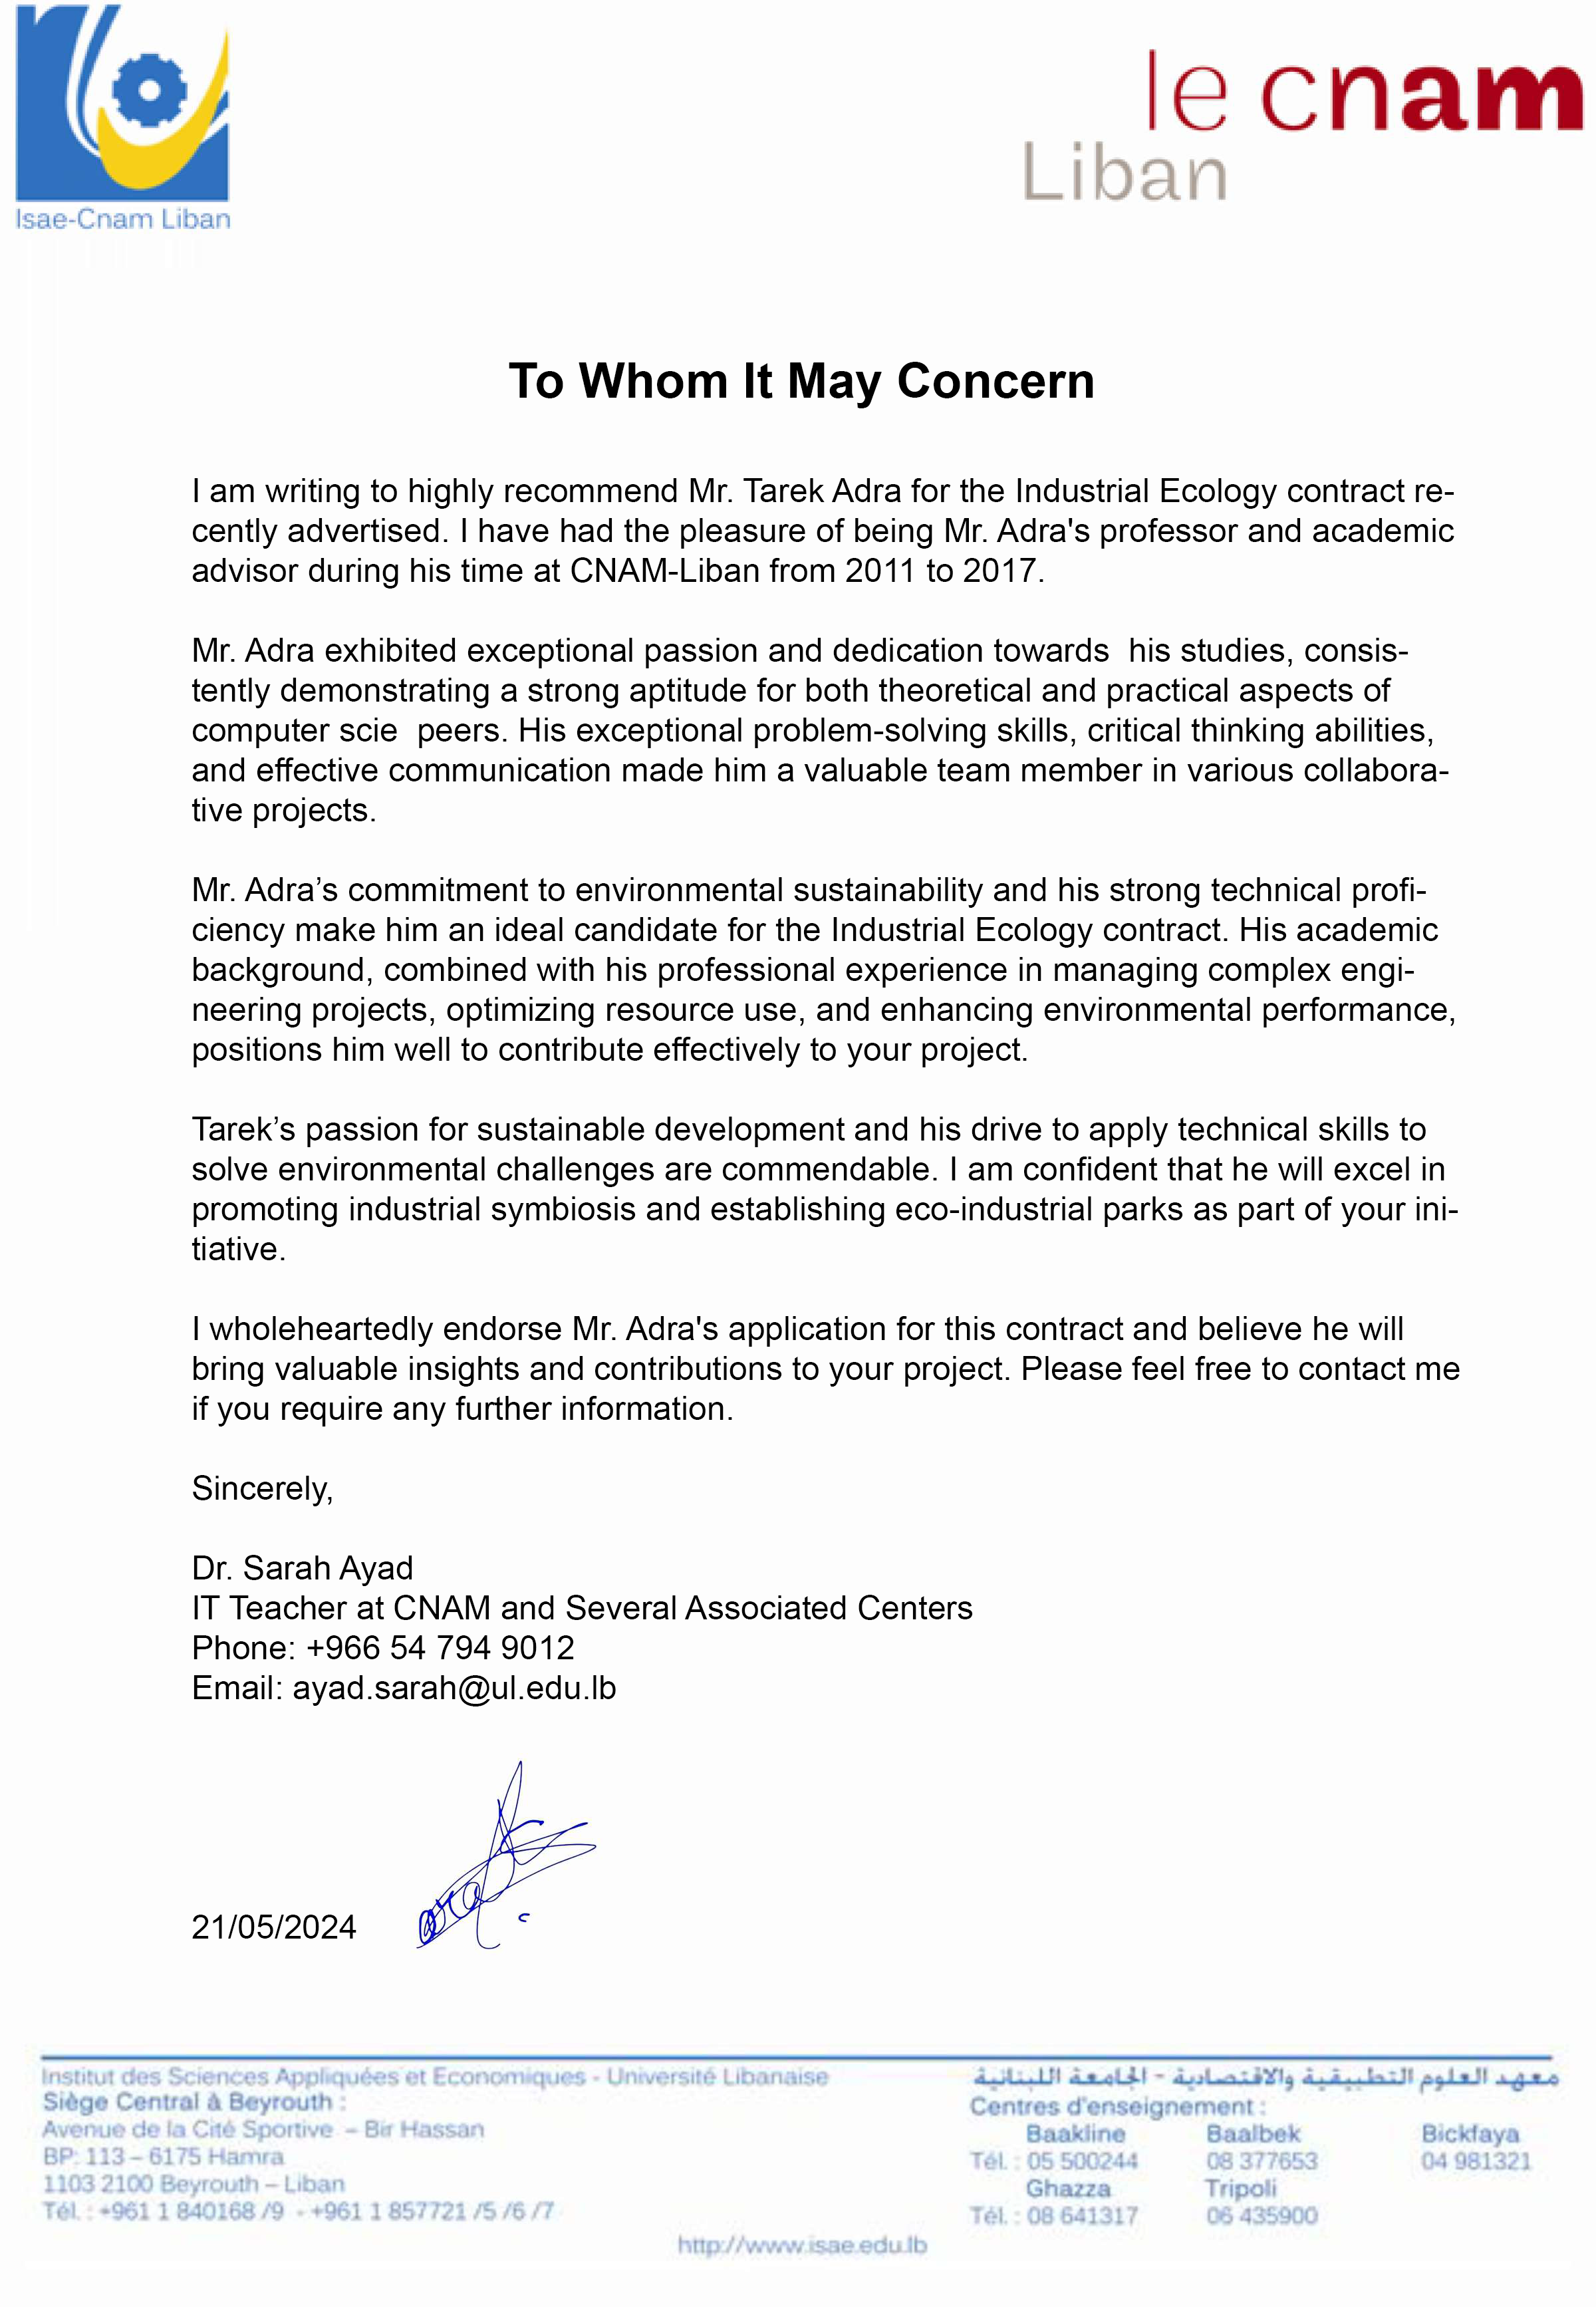 Isae-Cnam Liban
le cnam
Liban
To Whom It May Concern
I am writing to highly recommend Mr. Tarek Adra for the Industrial Ecology contract re-
cently advertised. I have had the pleasure of being Mr. Adra's professor and academic
advisor during his time at CNAM-Liban from 2011 to 2017.
Mr. Adra exhibited exceptional passion and dedication towards  his studies, consis-
tently demonstrating a strong aptitude for both theoretical and practical aspects of
computer scie  peers. His exceptional problem-solving skills, critical thinking abilities,
and effective communication made him a valuable team member in various collabora-
tive projects.
Mr. Adra’s commitment to environmental sustainability and his strong technical profi-
ciency make him an ideal candidate for the Industrial Ecology contract. His academic
background, combined with his professional experience in managing complex engi-
neering projects, optimizing resource use, and enhancing environmental performance,
positions him well to contribute effectively to your project.
Tarek’s passion for sustainable development and his drive to apply technical skills to
solve environmental challenges are commendable. I am confident that he will excel in
promoting industrial symbiosis and establishing eco-industrial parks as part of your ini-
tiative.
I wholeheartedly endorse Mr. Adra's application for this contract and believe he will
bring valuable insights and contributions to your project. Please feel free to contact me
if you require any further information.
Sincerely,
Dr. Sarah Ayad
IT Teacher at CNAM and Several Associated Centers
Phone: +966 54 794 9012
Email: ayad.sarah@ul.edu.lb
21/05/2024
Institut des Sciences Appliquées et Economiques - Université Libanaise
Siège Central à Beyrouth :
Avenue de la Cité Sportive – Bir Hassan
BP: 113 – 6175 Hamra
1103 2100 Beyrouth – Liban
Tél. : +961 1 840168 /9 - +961 1 857721 /5 /6 /7
معهد العلوم التطبيقية والاقتصادية - الجامعة اللبنانية
Centres d'enseignement :
Baakline Baalbek Bickfaya
Tél. : 05 500244 08 377653 04 981321
Ghazza Tripoli
Tél. : 08 641317 06 435900
http://www.isae.edu.lb